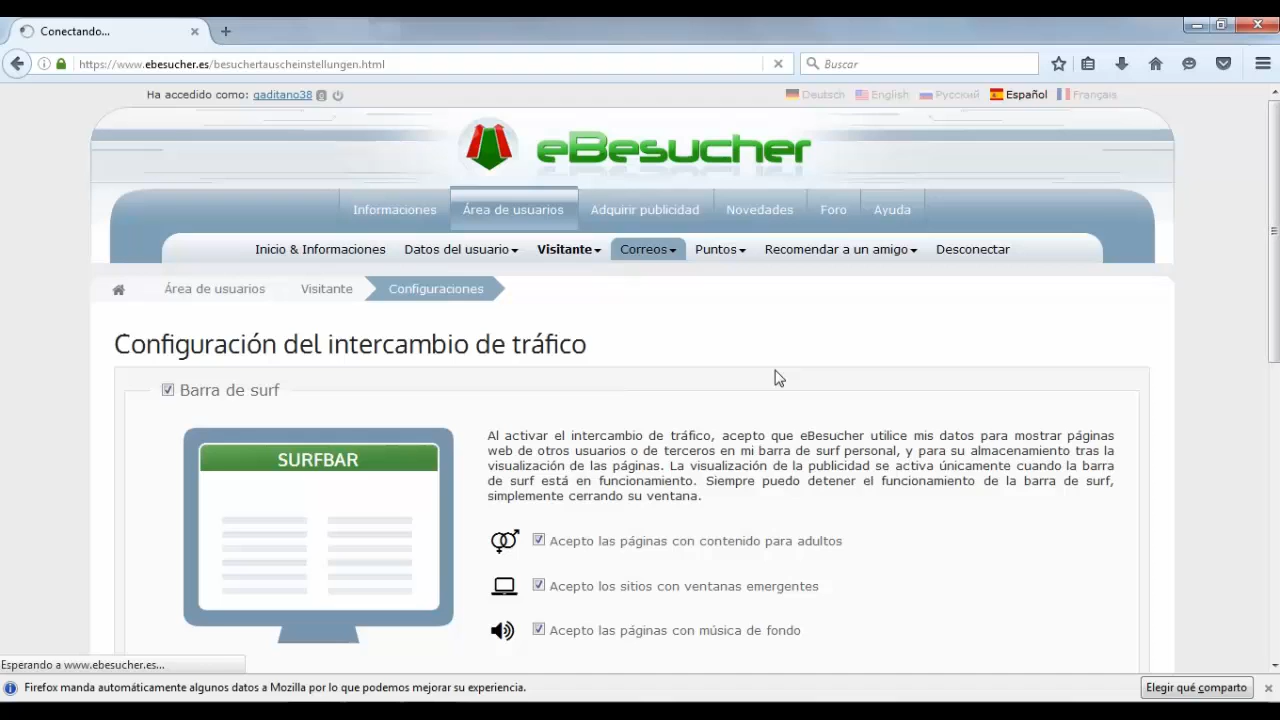 Conectando...
https://www.ebesucher.es/besuchertauscheinstellungen.html
Buscar
Ha accedido como: gaditano38
Deutsch English Русский Español Français
eBesucher
Informaciones Área de usuarios Adquirir publicidad Novedades Foro Ayuda
Inicio & Informaciones Datos del usuario Visitante Correos Puntos Recomendar a un amigo Desconectar
Área de usuarios Visitante Configuraciones
Configuración del intercambio de tráfico
Barra de surf
SURFBAR
Al activar el intercambio de tráfico, acepto que eBesucher utilice mis datos para mostrar páginas
web de otros usuarios o de terceros en mi barra de surf personal, y para su almacenamiento tras la
visualización de las páginas. La visualización de la publicidad se activa únicamente cuando la barra
de surf está en funcionamiento. Siempre puedo detener el funcionamiento de la barra de surf,
simplemente cerrando su ventana.
Acepto las páginas con contenido para adultos
Acepto los sitios con ventanas emergentes
Acepto las páginas con música de fondo
Esperando a www.ebesucher.es...
Firefox manda automáticamente algunos datos a Mozilla por lo que podemos mejorar su experiencia.
Elegir qué comparto